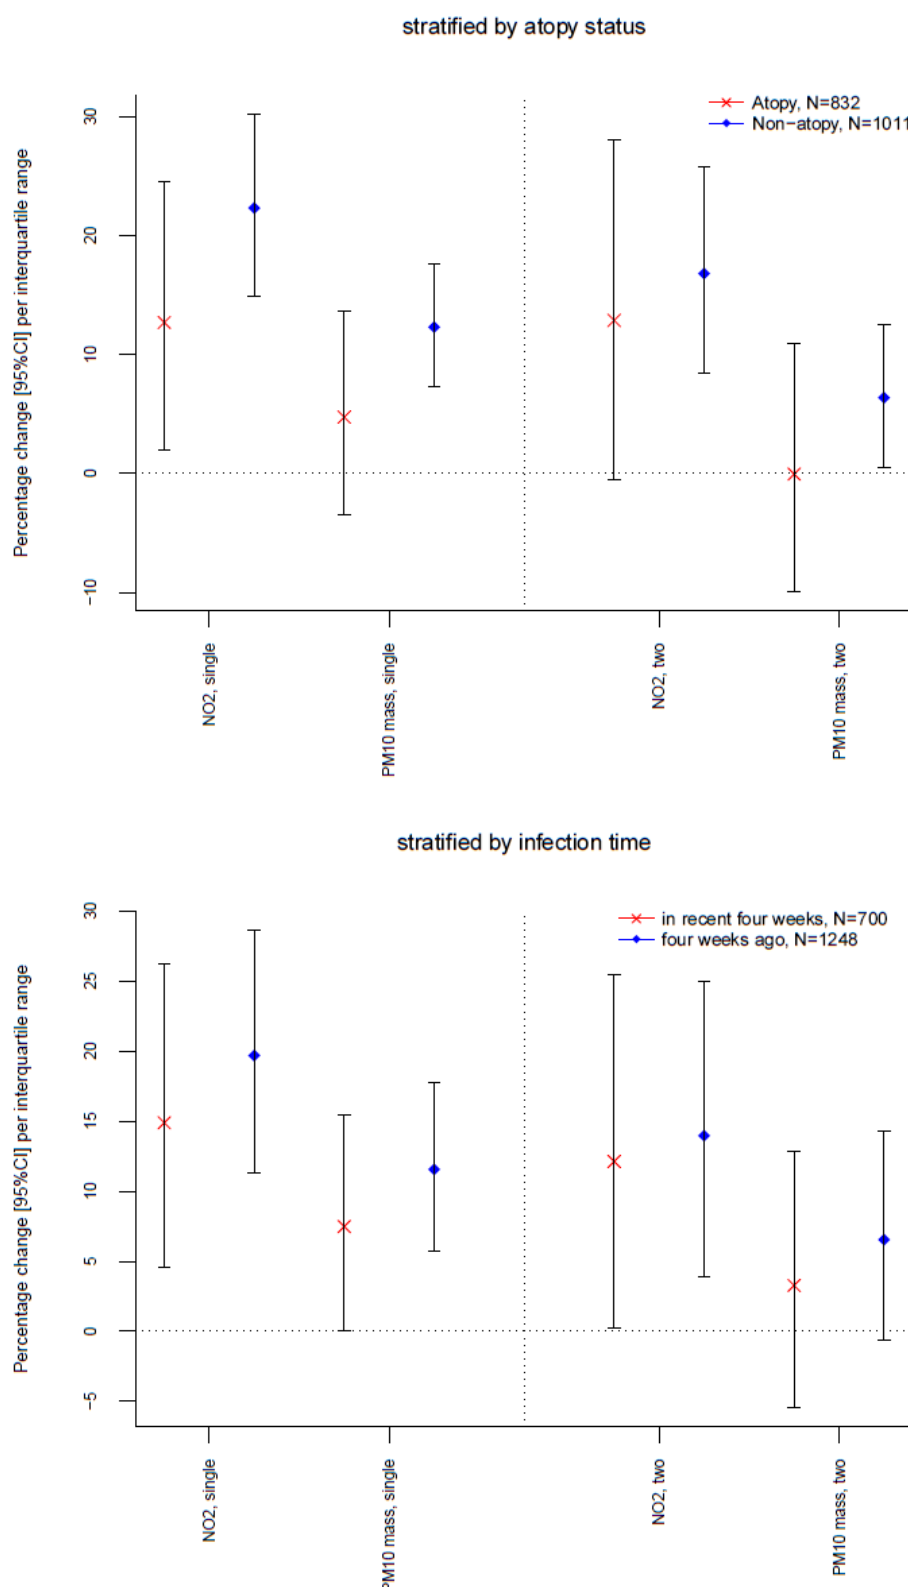 stratified by atopy status
Atopy, N=832
Non−atopy, N=1011
Percentage change [95%CI] per interquartile range
30
20
10
0
−10
NO2, single
PM10 mass, single
NO2, two
PM10 mass, two
stratified by infection time
in recent four weeks, N=700
four weeks ago, N=1248
Percentage change [95%CI] per interquartile range
30
25
20
15
10
5
0
−5
NO2, single
PM10 mass, single
NO2, two
PM10 mass, two